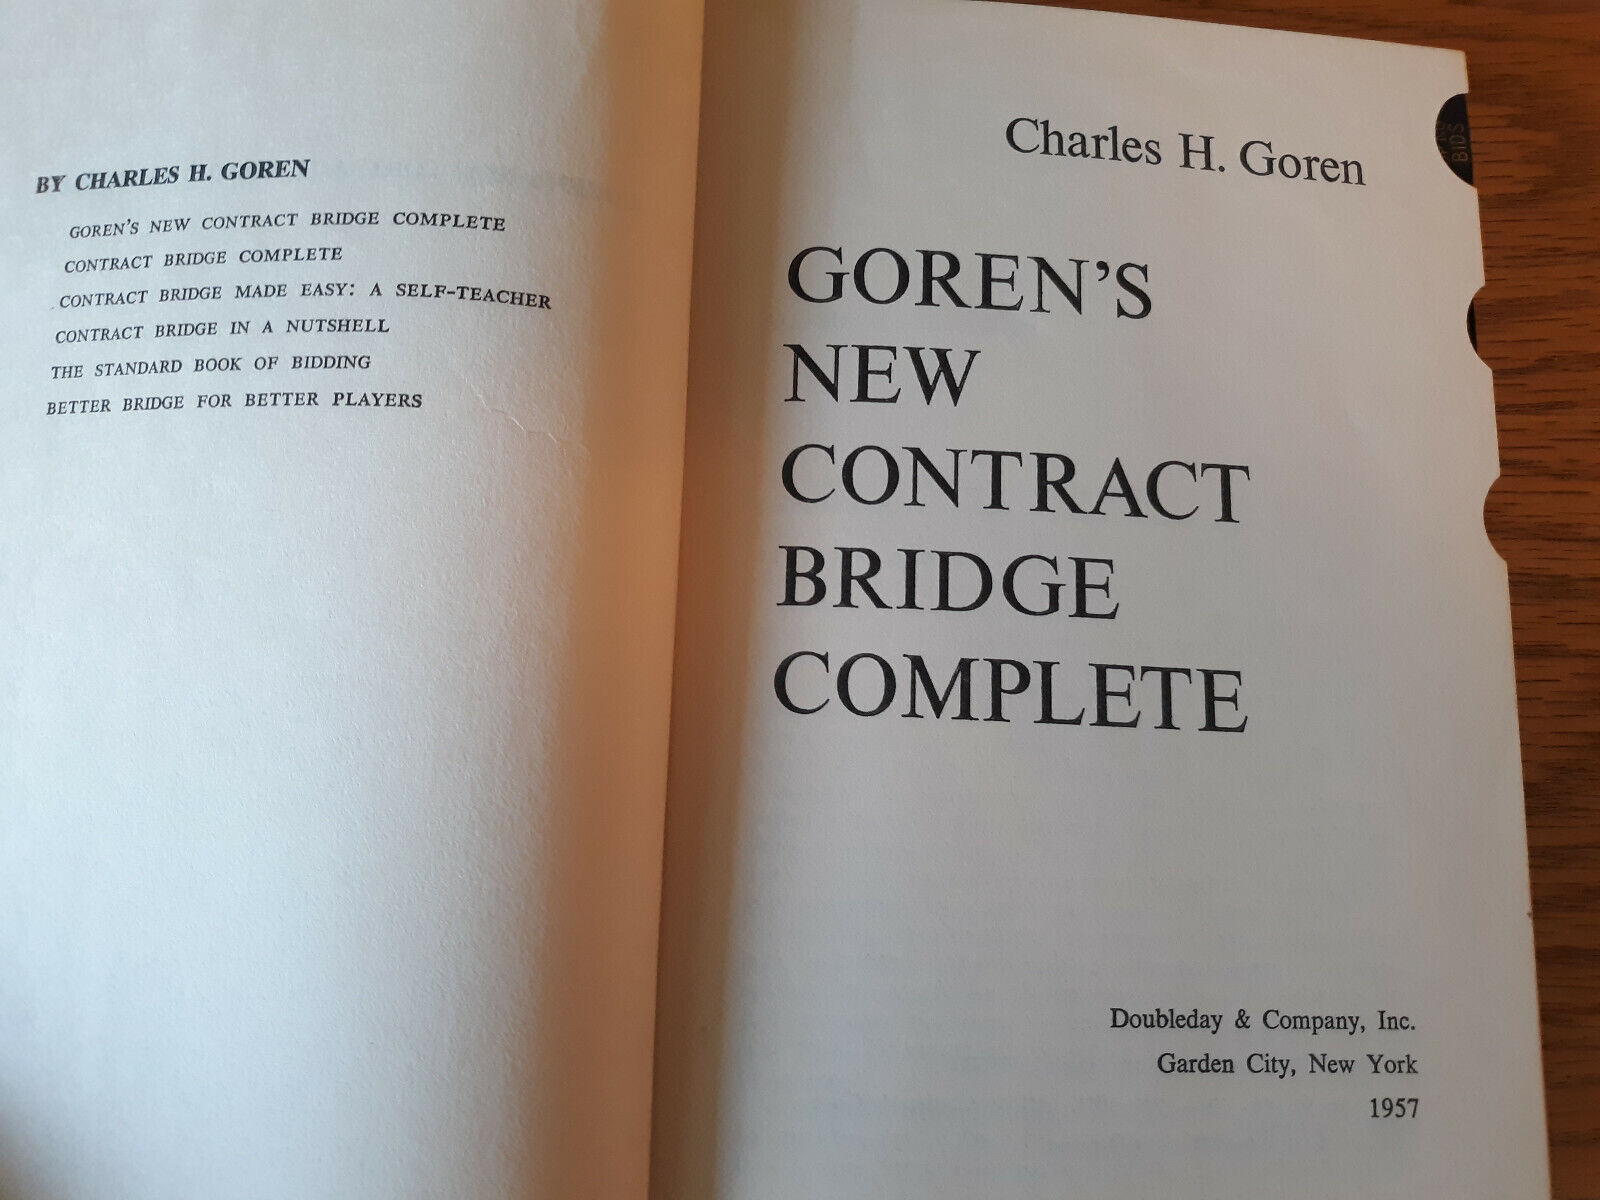 BY CHARLES H. GOREN
GOREN'S NEW CONTRACT BRIDGE COMPLETE
CONTRACT BRIDGE COMPLETE
CONTRACT BRIDGE MADE EASY: A SELF-TEACHER
CONTRACT BRIDGE IN A NUTSHELL
THE STANDARD BOOK OF BIDDING
BETTER BRIDGE FOR BETTER PLAYERS
Charles H. Goren
GOREN'S
NEW
CONTRACT
BRIDGE
COMPLETE
Doubleday & Company, Inc.
Garden City, New York
1957
BIDS